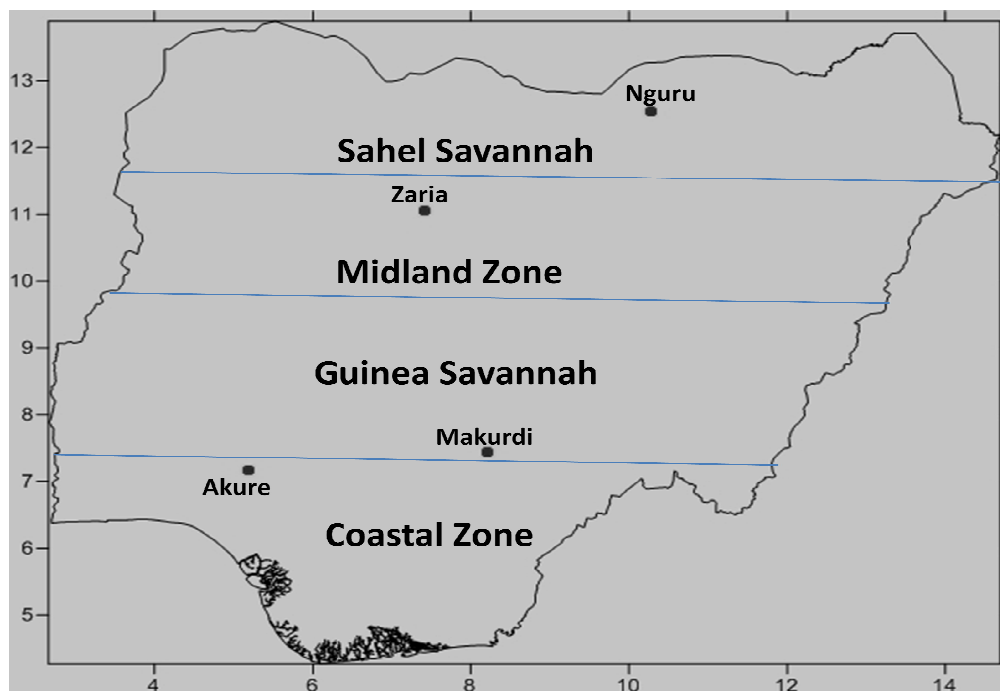 13
Nguru
12
Sahel Savannah
Zaria
11
Midland Zone
10
9
Guinea Savannah
8
Makurdi
7
Akure
Coastal Zone
6
5
4 6 8 10 12 14